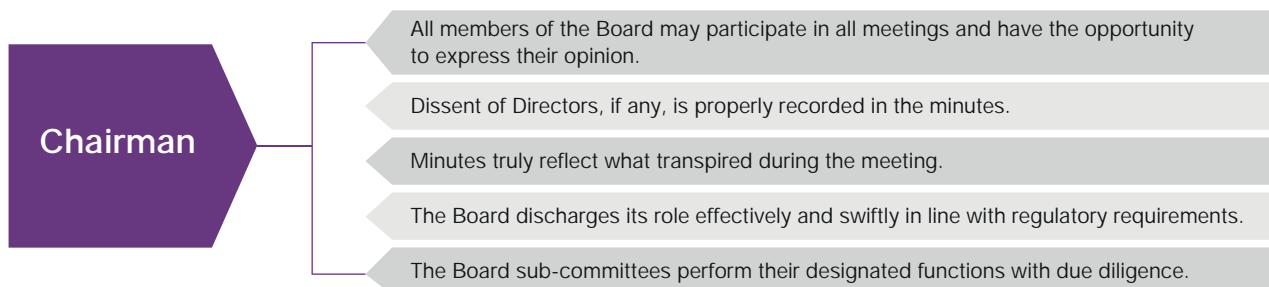 Chairman
All members of the Board may participate in all meetings and have the opportunity
to express their opinion.
Dissent of Directors, if any, is properly recorded in the minutes.
Minutes truly reflect what transpired during the meeting.
The Board discharges its role effectively and swiftly in line with regulatory requirements.
The Board sub-committees perform their designated functions with due diligence.